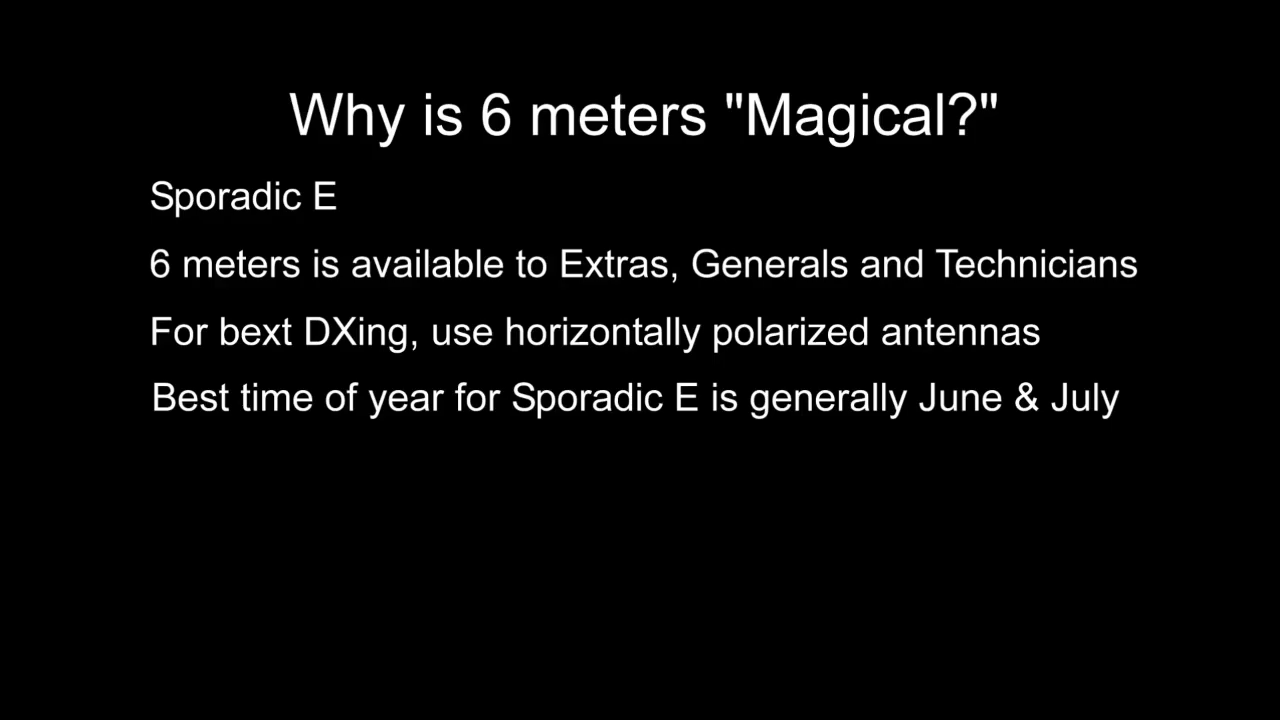 Why is 6 meters "Magical?"
Sporadic E
6 meters is available to Extras, Generals and Technicians
For bext DXing, use horizontally polarized antennas
Best time of year for Sporadic E is generally June & July